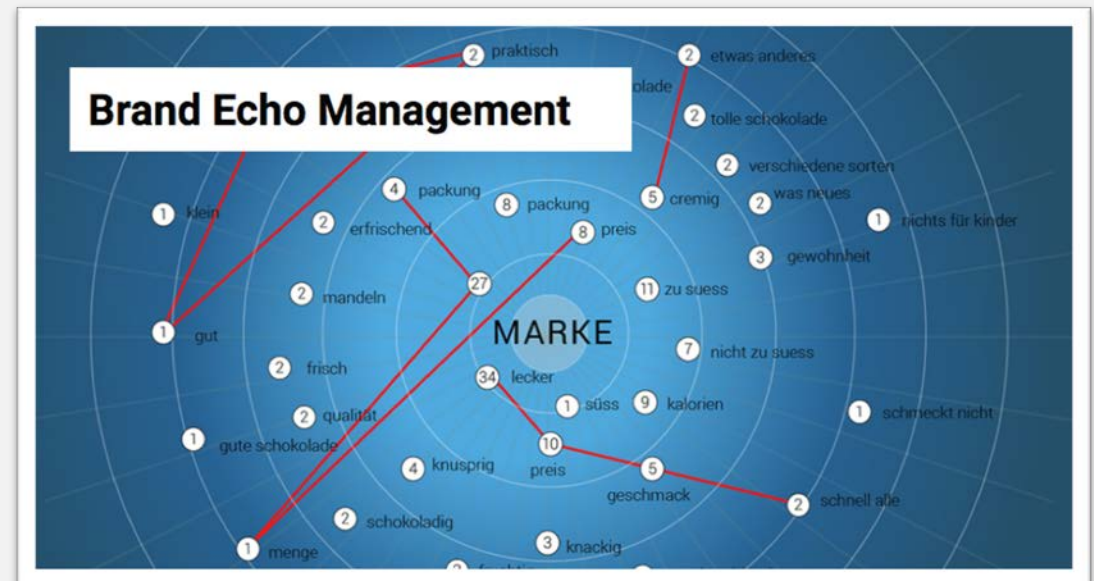 2 praktisch
2 etwas anderes
olade
Brand Echo Management
2 tolle schokolade
2 verschiedene sorten
4 packung
8 packung
5 cremig
2 was neues
1 klein
2 erfrischend
8 preis
1 nichts für kinder
3 gewohnheit
27
2 mandeln
11 zu suess
MARKE
1 gut
7 nicht zu suess
2 frisch
34 lecker
2 qualität
1 süss
9 kalorien
1 schmeckt nicht
1 gute schokolade
10
preis
4 knusprig
5
geschmack
2 schnell alle
2 schokoladig
1 menge
3 knackig